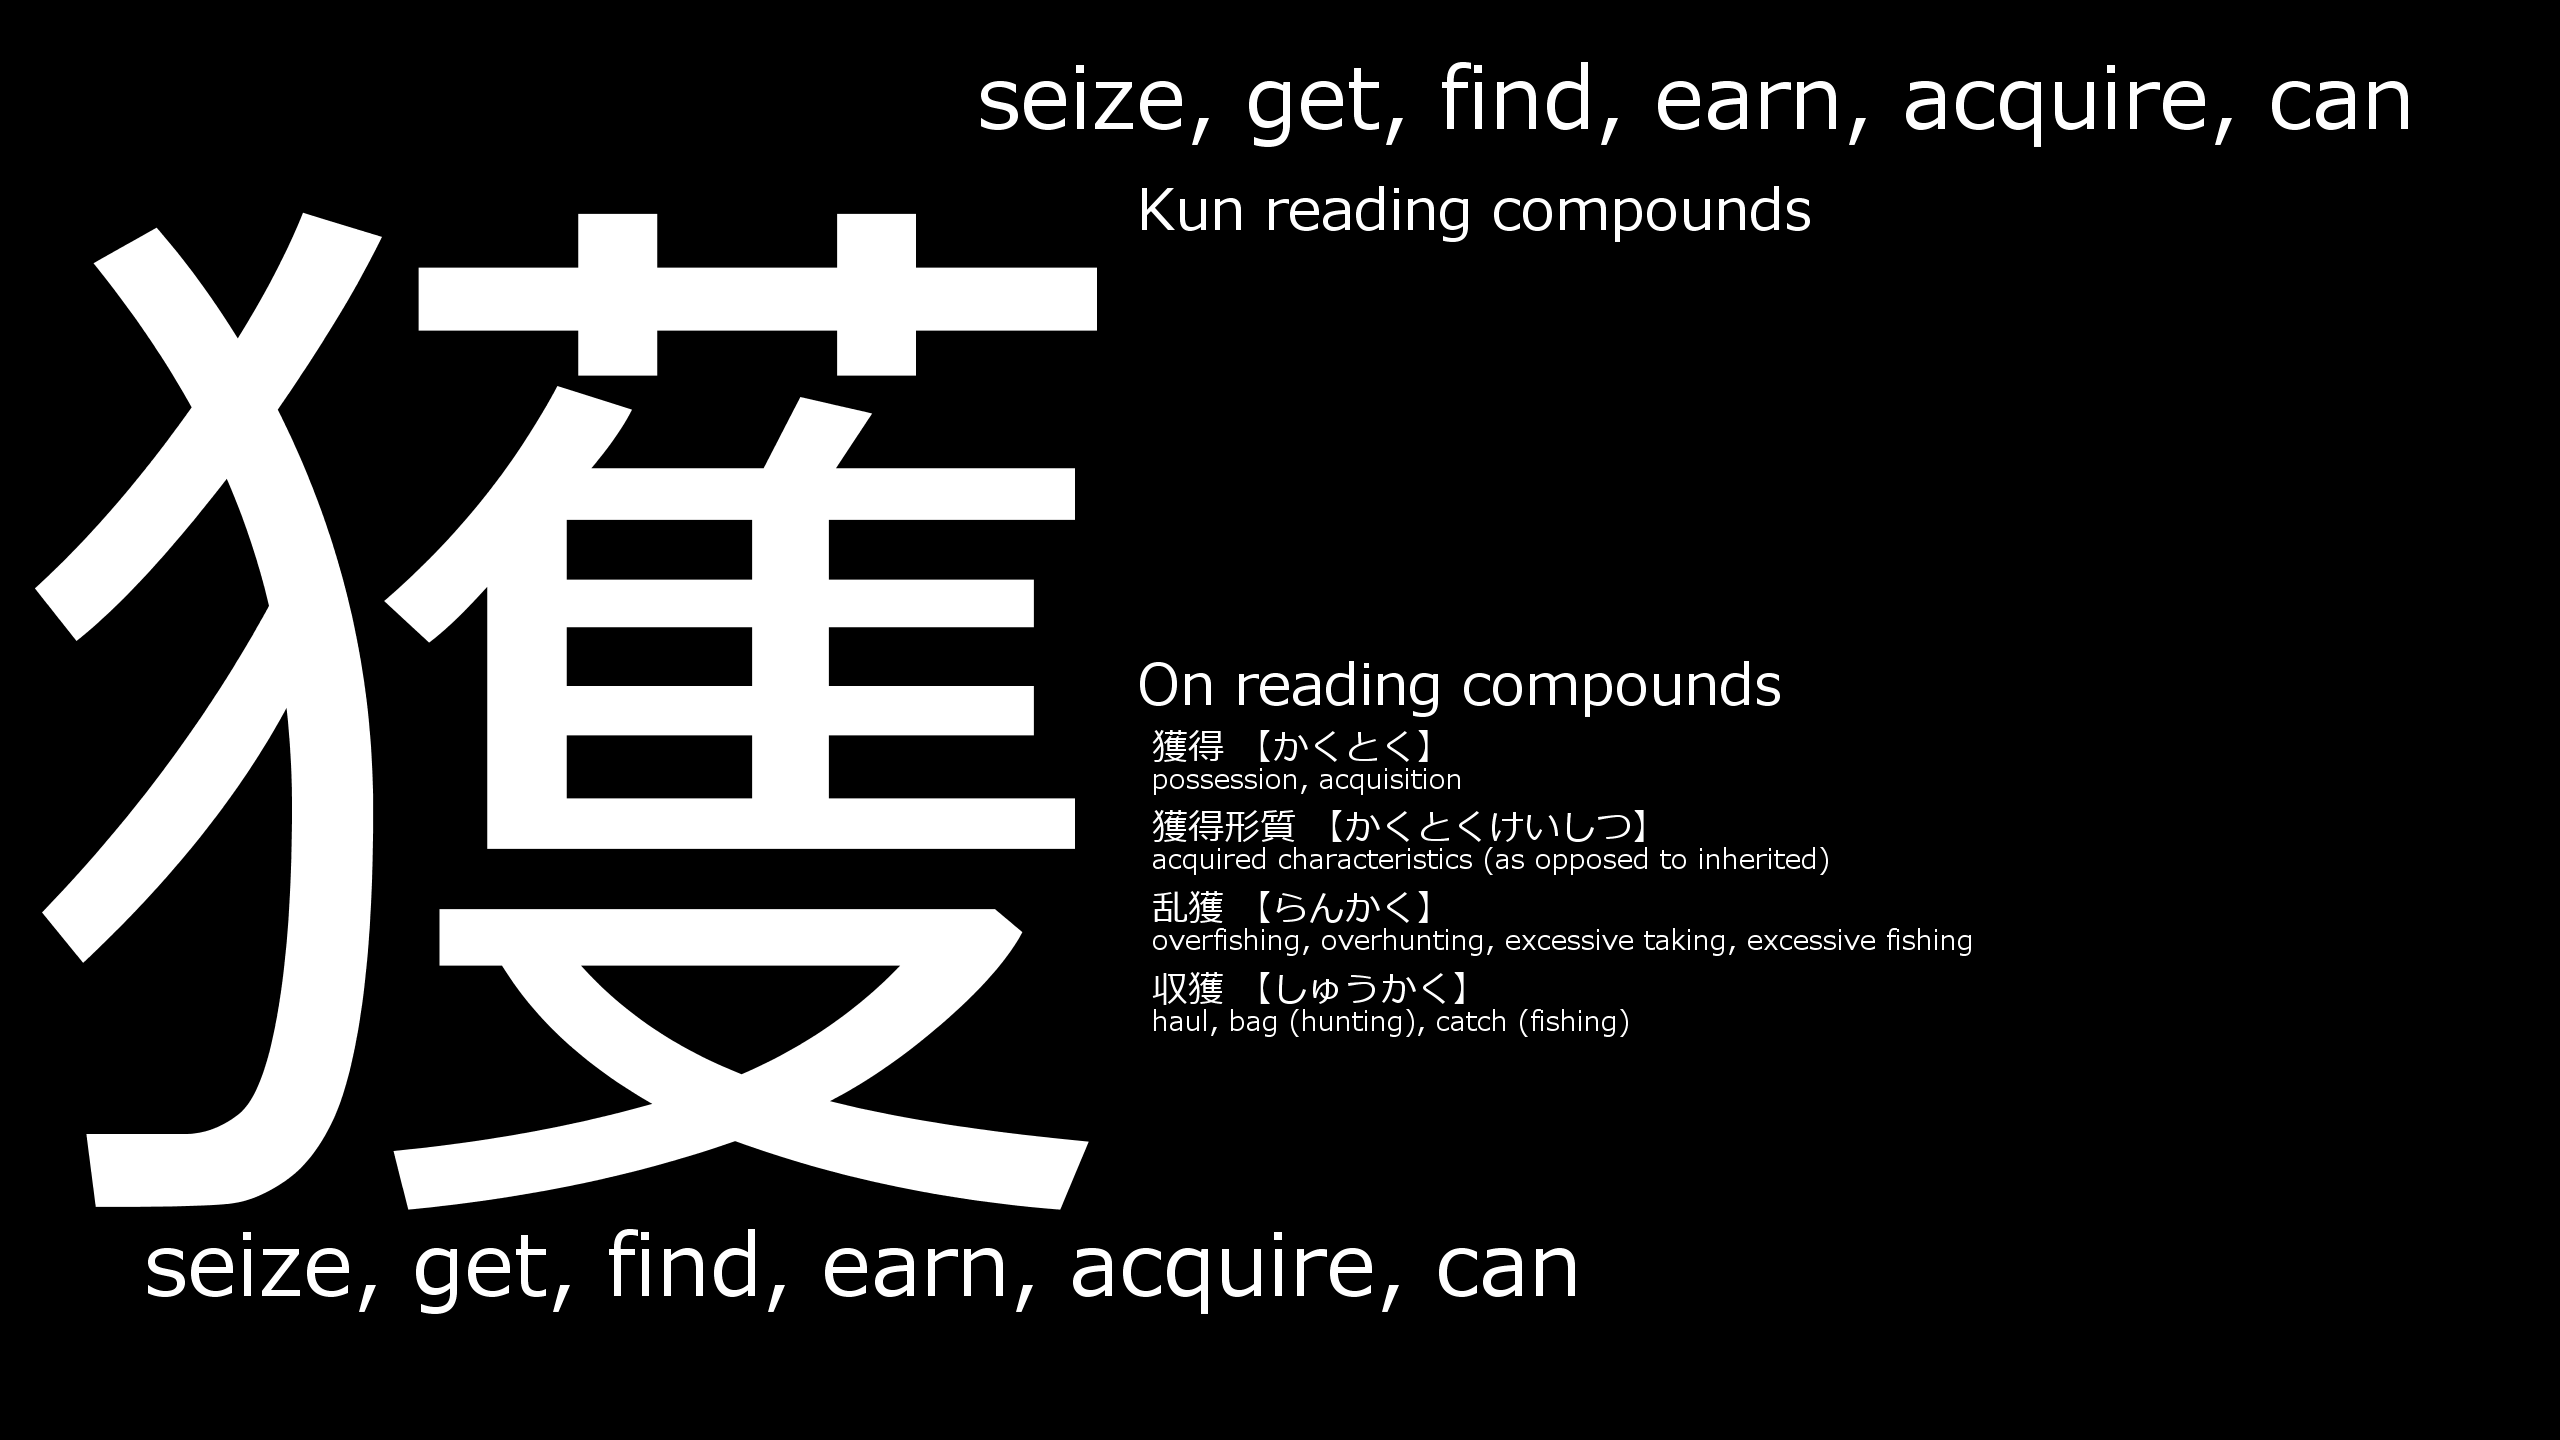 seize, get, find, earn, acquire, can
Kun reading compounds
獲
On reading compounds
獲得 【かくとく】
possession, acquisition
獲得形質 【かくとくけいしつ】
acquired characteristics (as opposed to inherited)
乱獲 【らんかく】
overfishing, overhunting, excessive taking, excessive fishing
収獲 【しゅうかく】
haul, bag (hunting), catch (fishing)
seize, get, find, earn, acquire, can